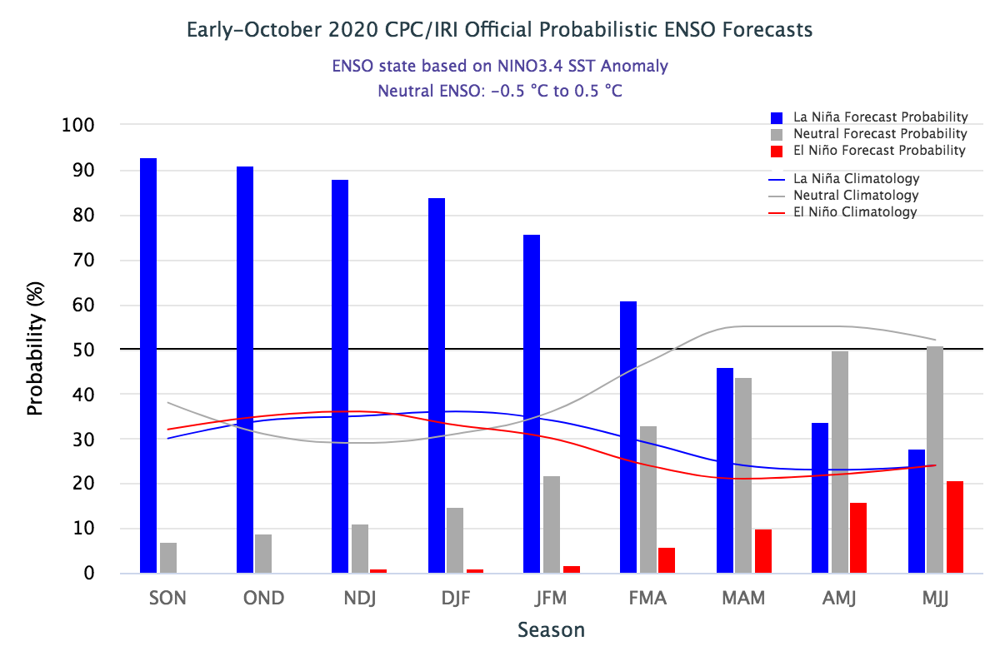 Early-October 2020 CPC/IRI Official Probabilistic ENSO Forecasts
ENSO state based on NINO3.4 SST Anomaly
Neutral ENSO: -0.5 °C to 0.5 °C
La Niña Forecast Probability
Neutral Forecast Probability
El Niño Forecast Probability
La Niña Climatology
Neutral Climatology
El Niño Climatology
Probability (%)
100
90
80
70
60
50
40
30
20
10
0
SON OND NDJ DJF JFM FMA MAM AMJ MJJ
Season